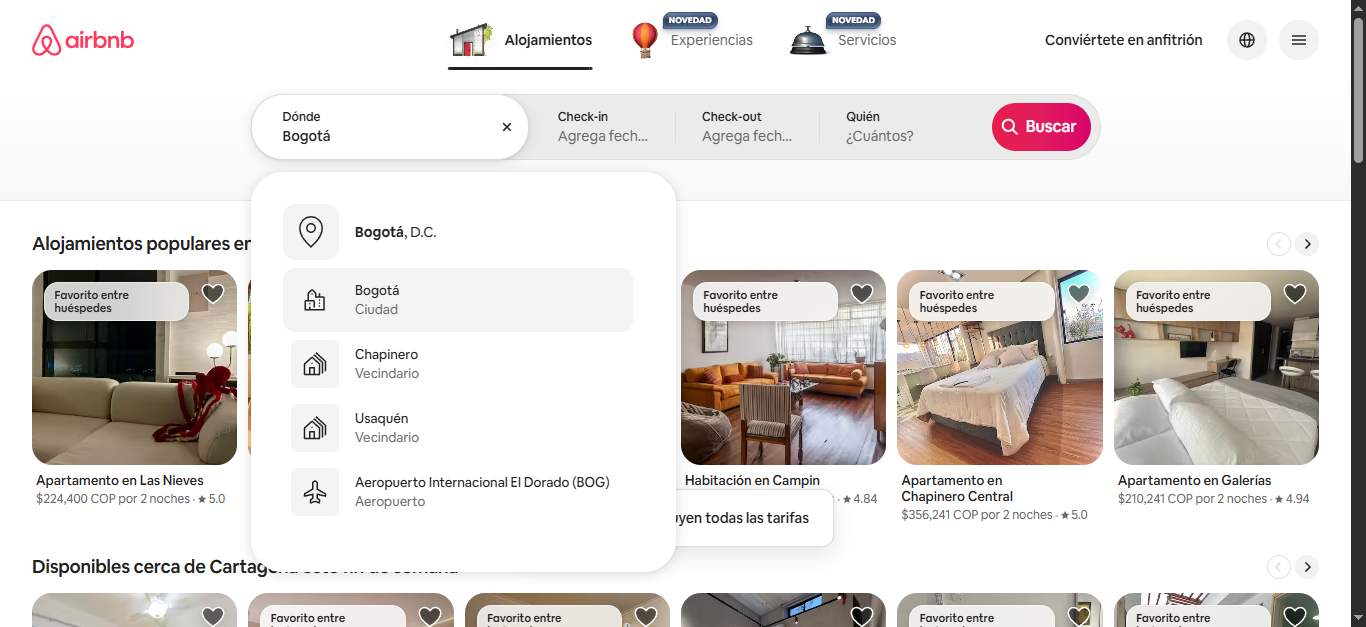 airbnb
Alojamientos
NOVEDAD
Experiencias
NOVEDAD
Servicios
Conviértete en anfitrión
Dónde
Bogotá
Check-in
Agrega fech...
Check-out
Agrega fech...
Quién
¿Cuántos?
Buscar
Bogotá, D.C.
Bogotá
Ciudad
Chapinero
Vecindario
Usaquén
Vecindario
Aeropuerto Internacional El Dorado (BOG)
Aeropuerto
Alojamientos populares en
Favorito entre
huéspedes
Apartamento en Las Nieves
$224,400 COP por 2 noches · ★ 5.0
Favorito entre
huéspedes
Habitación en Campin
· ★ 4.84
Favorito entre
huéspedes
Apartamento en
Chapinero Central
$356,241 COP por 2 noches · ★ 5.0
Favorito entre
huéspedes
Apartamento en Galerías
$210,241 COP por 2 noches · ★ 4.94
uyen todas las tarifas
Disponibles cerca de Cartagena este fin de semana
Favorito entre
Favorito entre
Favorito entre
Favorito entre